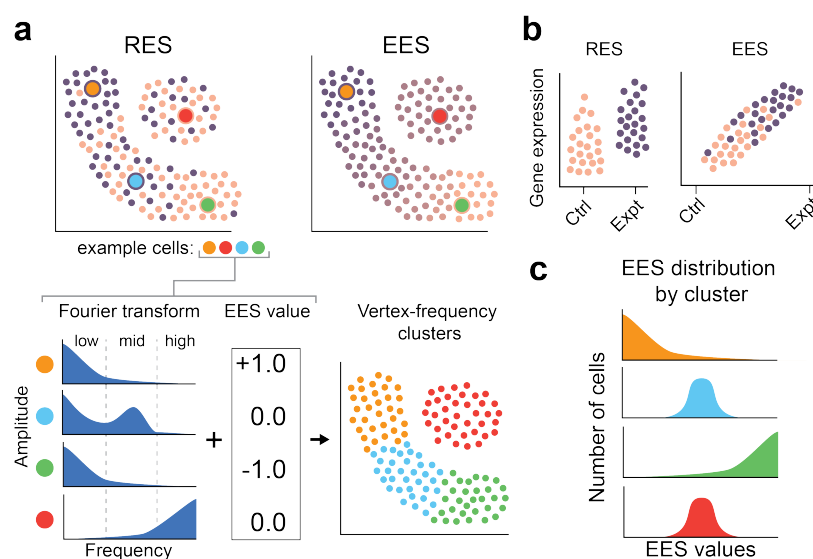 a
RES
EES
example cells:
Fourier transform
EES value
low
mid
high
Amplitude
Frequency
+
+1.0
0.0
-1.0
0.0
Vertex-frequency
clusters
b
RES
EES
Gene expression
Ctrl
Expt
Ctrl
Expt
c
EES distribution
by cluster
Number of cells
EES values